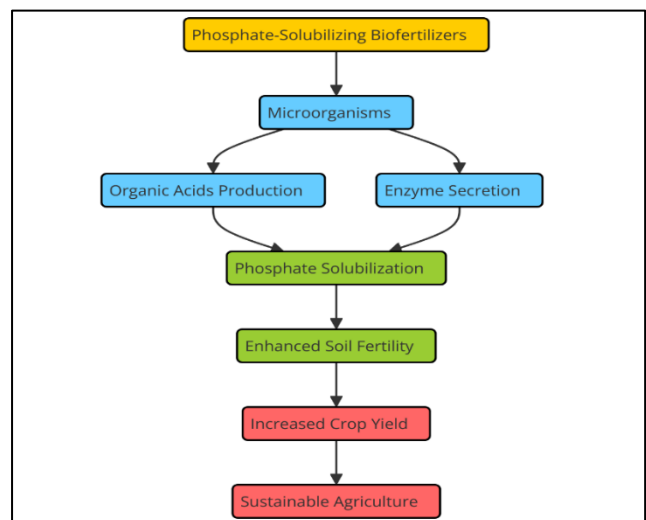 Phosphate-Solubilizing Biofertilizers
Microorganisms
Organic Acids Production
Enzyme Secretion
Phosphate Solubilization
Enhanced Soil Fertility
Increased Crop Yield
Sustainable Agriculture